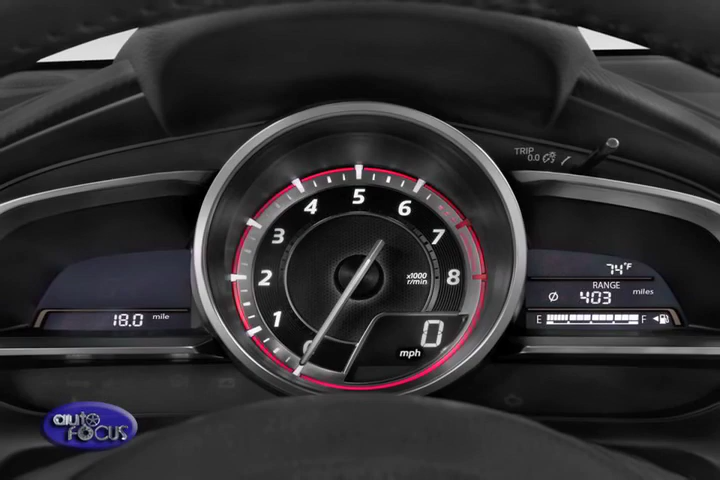 TRIP
0.0
5
4
6
3
7
2
8
1
0
x1000
r/min
0
mph
18.0 mile
74°F
RANGE
403 miles
E F
auto
FOCUS